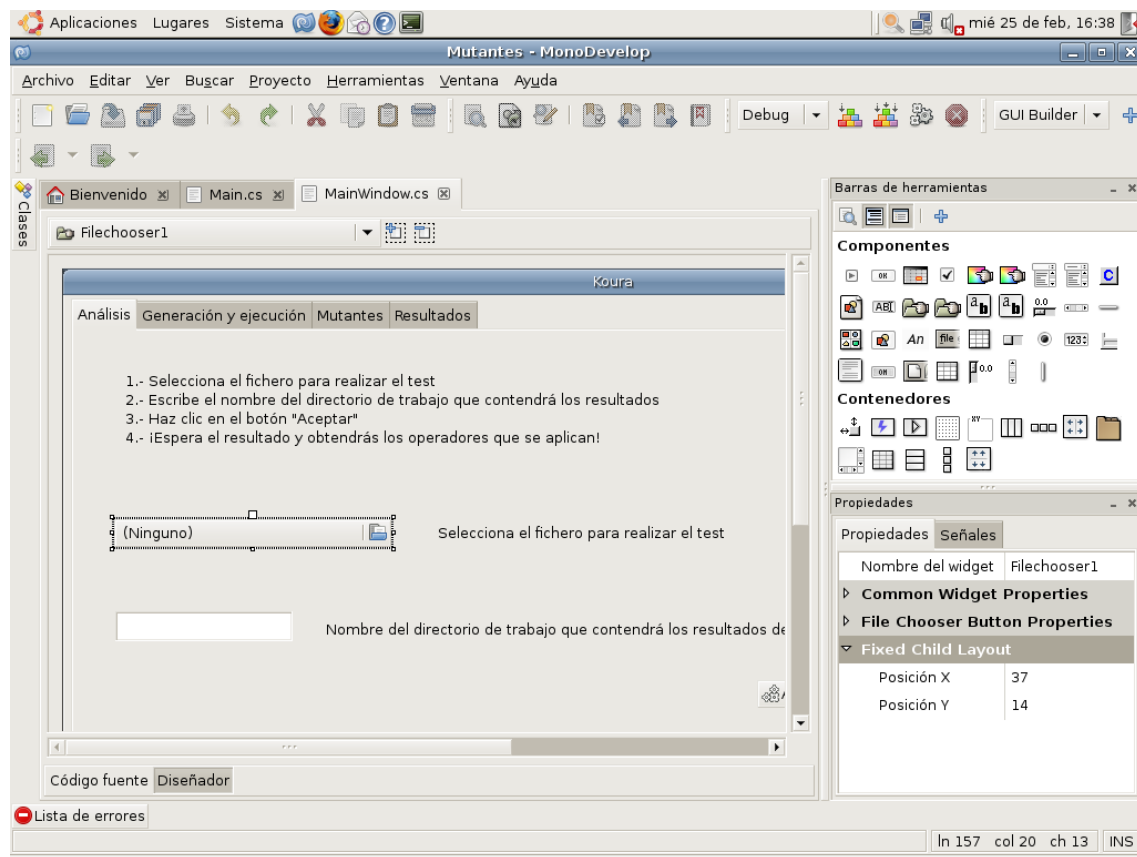 Aplicaciones Lugares Sistema mié 25 de feb, 16:38
Mutantes - MonoDevelop
Archivo Editar Ver Buscar Proyecto Herramientas Ventana Ayuda
Debug GUI Builder
Clases
Bienvenido Main.cs MainWindow.cs
Filechooser1
Koura
Análisis Generación y ejecución Mutantes Resultados
1.- Selecciona el fichero para realizar el test
2.- Escribe el nombre del directorio de trabajo que contendrá los resultados
3.- Haz clic en el botón "Aceptar"
4.- ¡Espera el resultado y obtendrás los operadores que se aplican!
(Ninguno) Selecciona el fichero para realizar el test
Nombre del directorio de trabajo que contendrá los resultados de
Código fuente Diseñador
Barras de herramientas
Componentes
Contenedores
Propiedades
Propiedades Señales
Nombre del widget Filechooser1
Common Widget Properties
File Chooser Button Properties
Fixed Child Layout
Posición X 37
Posición Y 14
Lista de errores
ln 157 col 20 ch 13 INS